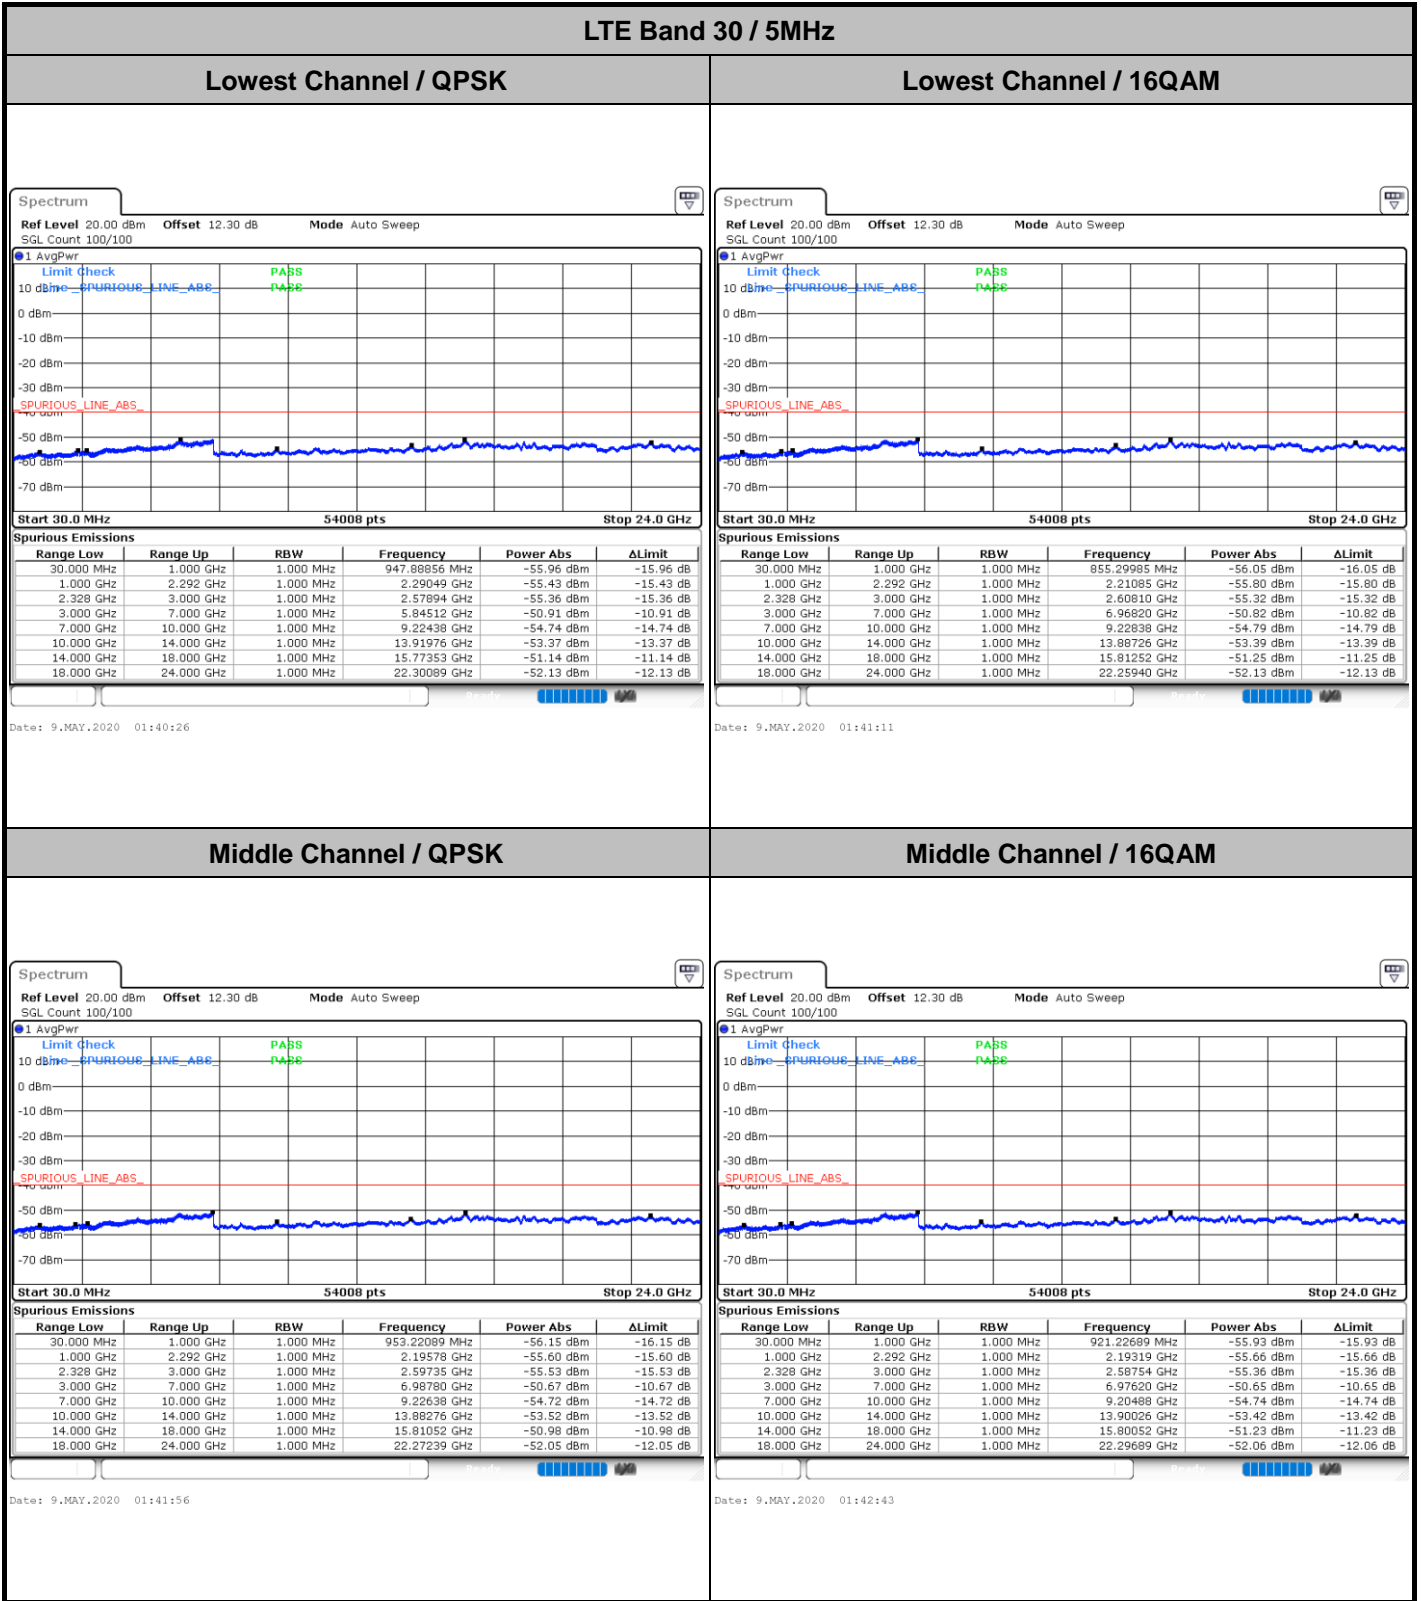 LTE Band 30 / 5MHz
Lowest Channel / QPSK
Lowest Channel / 16QAM
Spectrum
Ref Level 20.00 dBm Offset 12.30 dB Mode Auto Sweep
SGL Count 100/100
1 AvgPwr
Limit Check PASS
10 dBm Line _SPURIOUS_LINE_ABS_ PASS
0 dBm
-10 dBm
-20 dBm
-30 dBm
_SPURIOUS_LINE_ABS_
-40 dBm
-50 dBm
-60 dBm
-70 dBm
Start 30.0 MHz 54008 pts Stop 24.0 GHz
Spurious Emissions
Range Low Range Up RBW Frequency Power Abs ΔLimit
30.000 MHz 1.000 GHz 1.000 MHz 947.88856 MHz -55.96 dBm -15.96 dB
1.000 GHz 2.292 GHz 1.000 MHz 2.29049 GHz -55.43 dBm -15.43 dB
2.328 GHz 3.000 GHz 1.000 MHz 2.57894 GHz -55.36 dBm -15.36 dB
3.000 GHz 7.000 GHz 1.000 MHz 5.84512 GHz -50.91 dBm -10.91 dB
7.000 GHz 10.000 GHz 1.000 MHz 9.22438 GHz -54.74 dBm -14.74 dB
10.000 GHz 14.000 GHz 1.000 MHz 13.91976 GHz -53.37 dBm -13.37 dB
14.000 GHz 18.000 GHz 1.000 MHz 15.77353 GHz -51.14 dBm -11.14 dB
18.000 GHz 24.000 GHz 1.000 MHz 22.30089 GHz -52.13 dBm -12.13 dB
Ready
Date: 9.MAY.2020 01:40:26
Spectrum
Ref Level 20.00 dBm Offset 12.30 dB Mode Auto Sweep
SGL Count 100/100
1 AvgPwr
Limit Check PASS
10 dBm Line _SPURIOUS_LINE_ABS_ PASS
0 dBm
-10 dBm
-20 dBm
-30 dBm
_SPURIOUS_LINE_ABS_
-40 dBm
-50 dBm
-60 dBm
-70 dBm
Start 30.0 MHz 54008 pts Stop 24.0 GHz
Spurious Emissions
Range Low Range Up RBW Frequency Power Abs ΔLimit
30.000 MHz 1.000 GHz 1.000 MHz 855.29985 MHz -56.05 dBm -16.05 dB
1.000 GHz 2.292 GHz 1.000 MHz 2.21085 GHz -55.80 dBm -15.80 dB
2.328 GHz 3.000 GHz 1.000 MHz 2.60810 GHz -55.32 dBm -15.32 dB
3.000 GHz 7.000 GHz 1.000 MHz 6.96820 GHz -50.82 dBm -10.82 dB
7.000 GHz 10.000 GHz 1.000 MHz 9.22838 GHz -54.79 dBm -14.79 dB
10.000 GHz 14.000 GHz 1.000 MHz 13.88726 GHz -53.39 dBm -13.39 dB
14.000 GHz 18.000 GHz 1.000 MHz 15.81252 GHz -51.25 dBm -11.25 dB
18.000 GHz 24.000 GHz 1.000 MHz 22.25940 GHz -52.13 dBm -12.13 dB
Ready
Date: 9.MAY.2020 01:41:11
Middle Channel / QPSK
Middle Channel / 16QAM
Spectrum
Ref Level 20.00 dBm Offset 12.30 dB Mode Auto Sweep
SGL Count 100/100
1 AvgPwr
Limit Check PASS
10 dBm Line _SPURIOUS_LINE_ABS_ PASS
0 dBm
-10 dBm
-20 dBm
-30 dBm
_SPURIOUS_LINE_ABS_
-40 dBm
-50 dBm
-60 dBm
-70 dBm
Start 30.0 MHz 54008 pts Stop 24.0 GHz
Spurious Emissions
Range Low Range Up RBW Frequency Power Abs ΔLimit
30.000 MHz 1.000 GHz 1.000 MHz 953.22089 MHz -56.15 dBm -16.15 dB
1.000 GHz 2.292 GHz 1.000 MHz 2.19578 GHz -55.60 dBm -15.60 dB
2.328 GHz 3.000 GHz 1.000 MHz 2.59735 GHz -55.53 dBm -15.53 dB
3.000 GHz 7.000 GHz 1.000 MHz 6.98780 GHz -50.67 dBm -10.67 dB
7.000 GHz 10.000 GHz 1.000 MHz 9.22638 GHz -54.72 dBm -14.72 dB
10.000 GHz 14.000 GHz 1.000 MHz 13.88276 GHz -53.52 dBm -13.52 dB
14.000 GHz 18.000 GHz 1.000 MHz 15.81052 GHz -50.98 dBm -10.98 dB
18.000 GHz 24.000 GHz 1.000 MHz 22.27239 GHz -52.05 dBm -12.05 dB
Ready
Date: 9.MAY.2020 01:41:56
Spectrum
Ref Level 20.00 dBm Offset 12.30 dB Mode Auto Sweep
SGL Count 100/100
1 AvgPwr
Limit Check PASS
10 dBm Line _SPURIOUS_LINE_ABS_ PASS
0 dBm
-10 dBm
-20 dBm
-30 dBm
_SPURIOUS_LINE_ABS_
-40 dBm
-50 dBm
-60 dBm
-70 dBm
Start 30.0 MHz 54008 pts Stop 24.0 GHz
Spurious Emissions
Range Low Range Up RBW Frequency Power Abs ΔLimit
30.000 MHz 1.000 GHz 1.000 MHz 921.22689 MHz -55.93 dBm -15.93 dB
1.000 GHz 2.292 GHz 1.000 MHz 2.19319 GHz -55.66 dBm -15.66 dB
2.328 GHz 3.000 GHz 1.000 MHz 2.58754 GHz -55.36 dBm -15.36 dB
3.000 GHz 7.000 GHz 1.000 MHz 6.97620 GHz -50.65 dBm -10.65 dB
7.000 GHz 10.000 GHz 1.000 MHz 9.20488 GHz -54.74 dBm -14.74 dB
10.000 GHz 14.000 GHz 1.000 MHz 13.90026 GHz -53.42 dBm -13.42 dB
14.000 GHz 18.000 GHz 1.000 MHz 15.80052 GHz -51.23 dBm -11.23 dB
18.000 GHz 24.000 GHz 1.000 MHz 22.29689 GHz -52.06 dBm -12.06 dB
Ready
Date: 9.MAY.2020 01:42:43